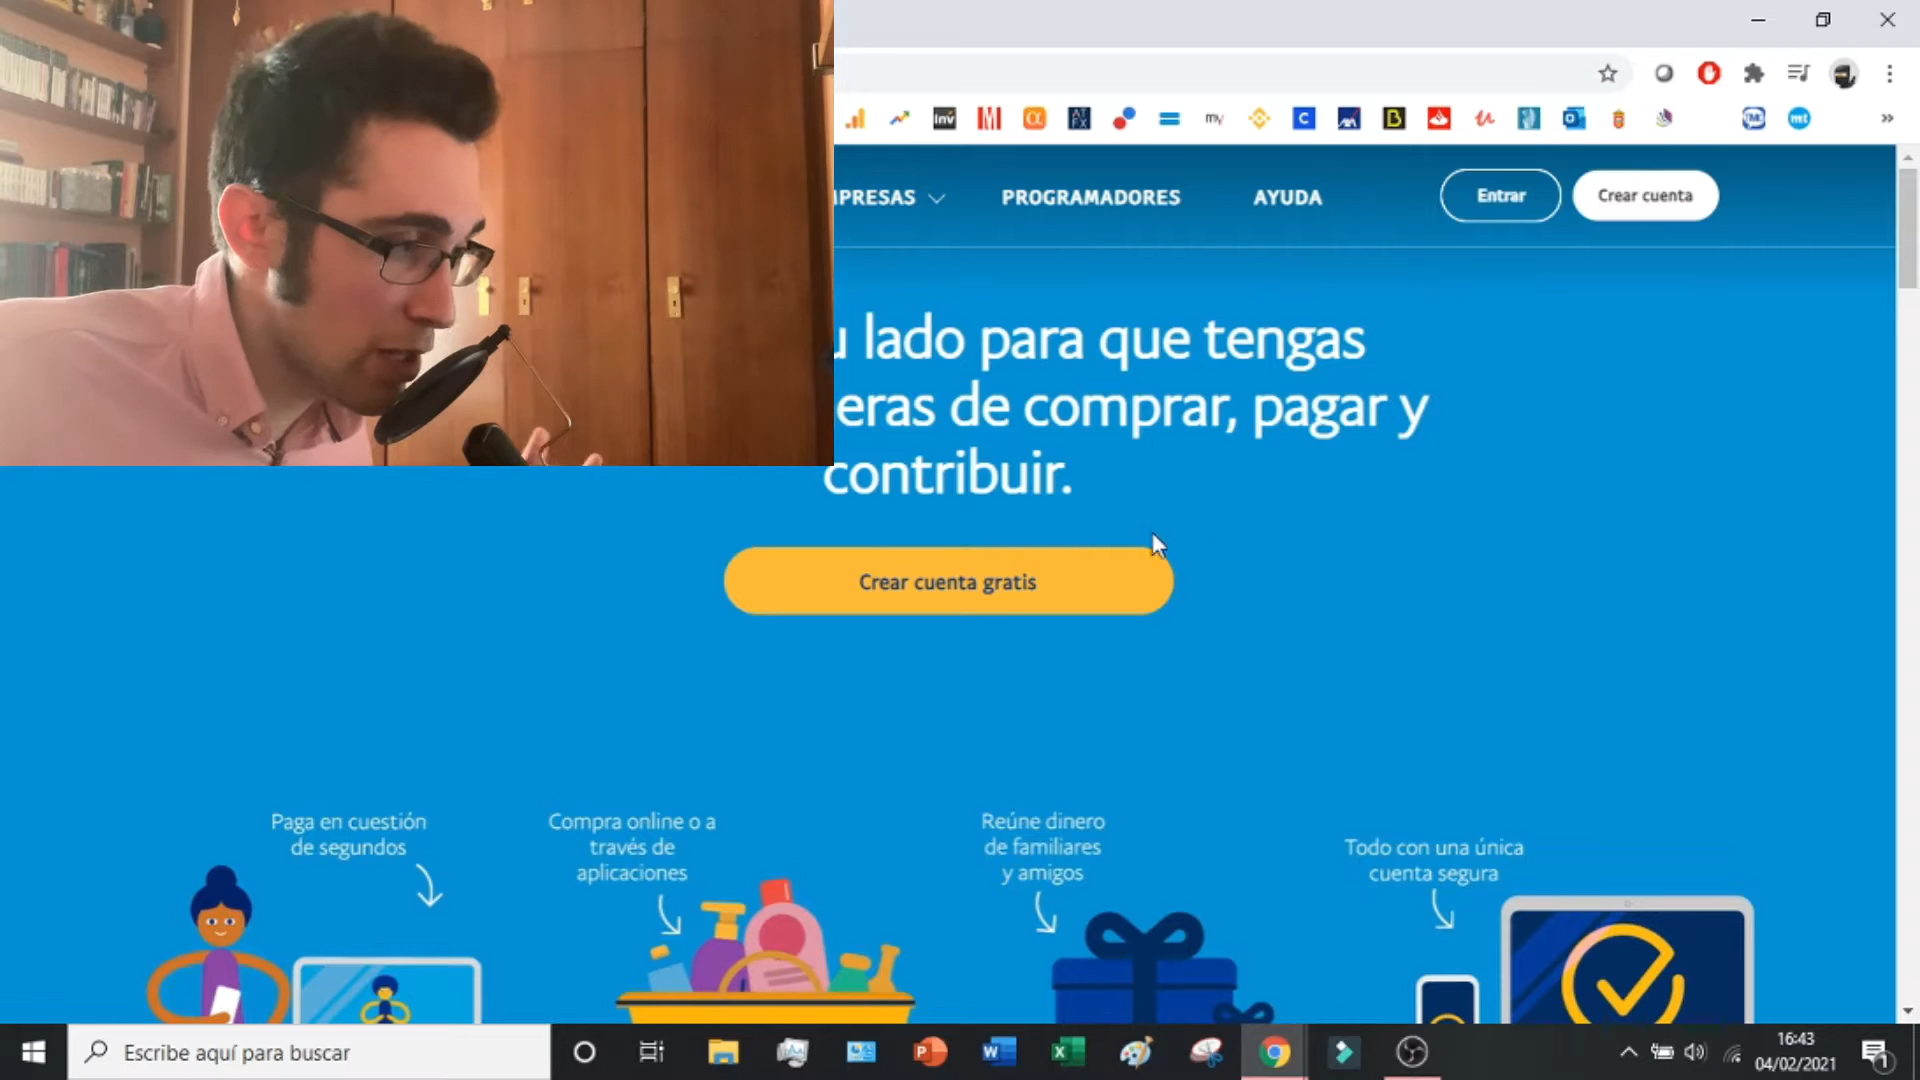 PRESAS
PROGRAMADORES
AYUDA
Entrar
Crear cuenta
lado para que tengas
eras de comprar, pagar y
contribuir.
Crear cuenta gratis
Paga en cuestión
de segundos
Compra online o a
través de
aplicaciones
Reúne dinero
de familiares
y amigos
Todo con una única
cuenta segura
Escribe aquí para buscar
16:43
04/02/2021